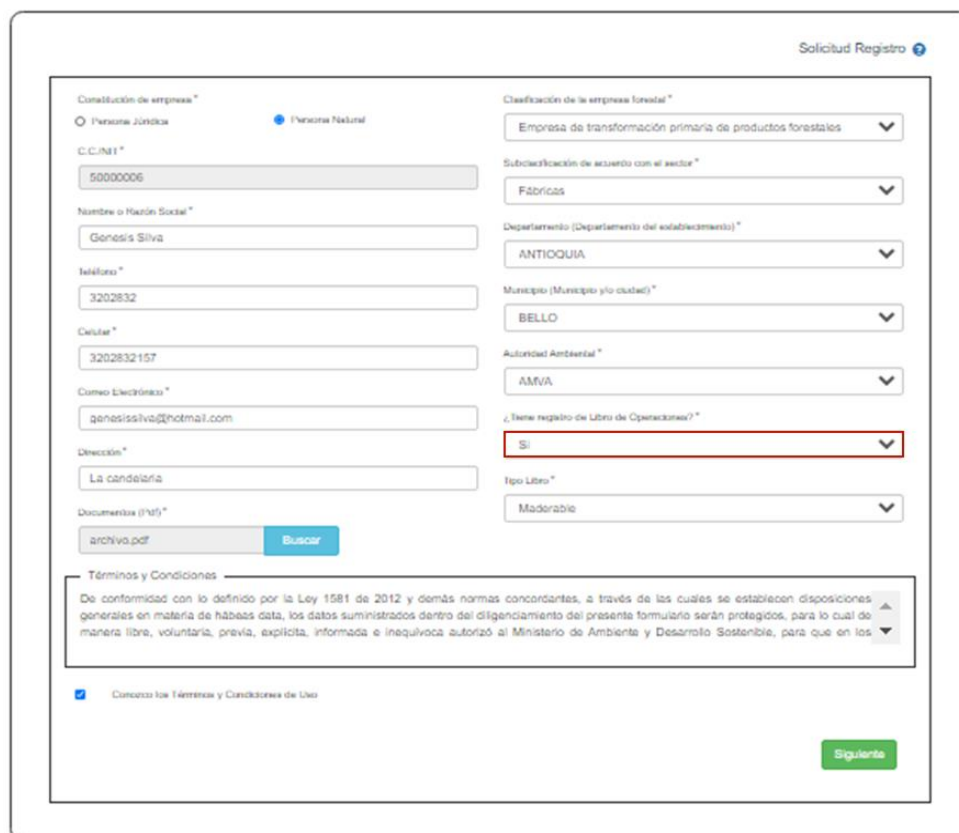 Solicitud Registro
Constitución de empresa *
Persona Júridica
Persona Natural
C.C./NIT *
50000006
Nombre o Razón Social *
Genesis Silva
Teléfono *
3202832
Celular *
3202832157
Correo Electrónico *
genesissilva@hotmail.com
Dirección *
La candelaria
Documentos (Pdf) *
archivo.pdf
Buscar
Clasificación de la empresa forestal *
Empresa de transformación primaria de productos forestales
Subclasificación de acuerdo con el sector *
Fábricas
Departamento (Departamento del establecimiento) *
ANTIOQUIA
Municipio (Municipio y/o ciudad) *
BELLO
Autoridad Ambiental *
AMVA
¿Tiene registro de Libro de Operaciones? *
Si
Tipo Libro *
Maderable
Términos y Condiciones
De conformidad con lo definido por la Ley 1581 de 2012 y demás normas concordantes, a través de las cuales se establecen disposiciones
generales en materia de hábeas data, los datos suministrados dentro del diligenciamiento del presente formulario serán protegidos, para lo cual de
manera libre, voluntaria, previa, explícita, informada e inequívoca autorizó al Ministerio de Ambiente y Desarrollo Sostenible, para que en los
Conozco los Términos y Condiciones de Uso
Siguiente